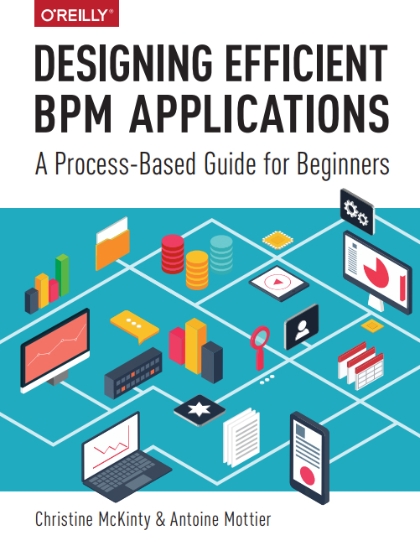 O'REILLY®
DESIGNING EFFICIENT
BPM APPLICATIONS
A Process-Based Guide for Beginners
Christine McKinty & Antoine Mottier